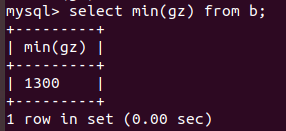 mysql> select min(gz) from b;
+---------+
| min(gz) |
+---------+
| 1300    |
+---------+
1 row in set (0.00 sec)